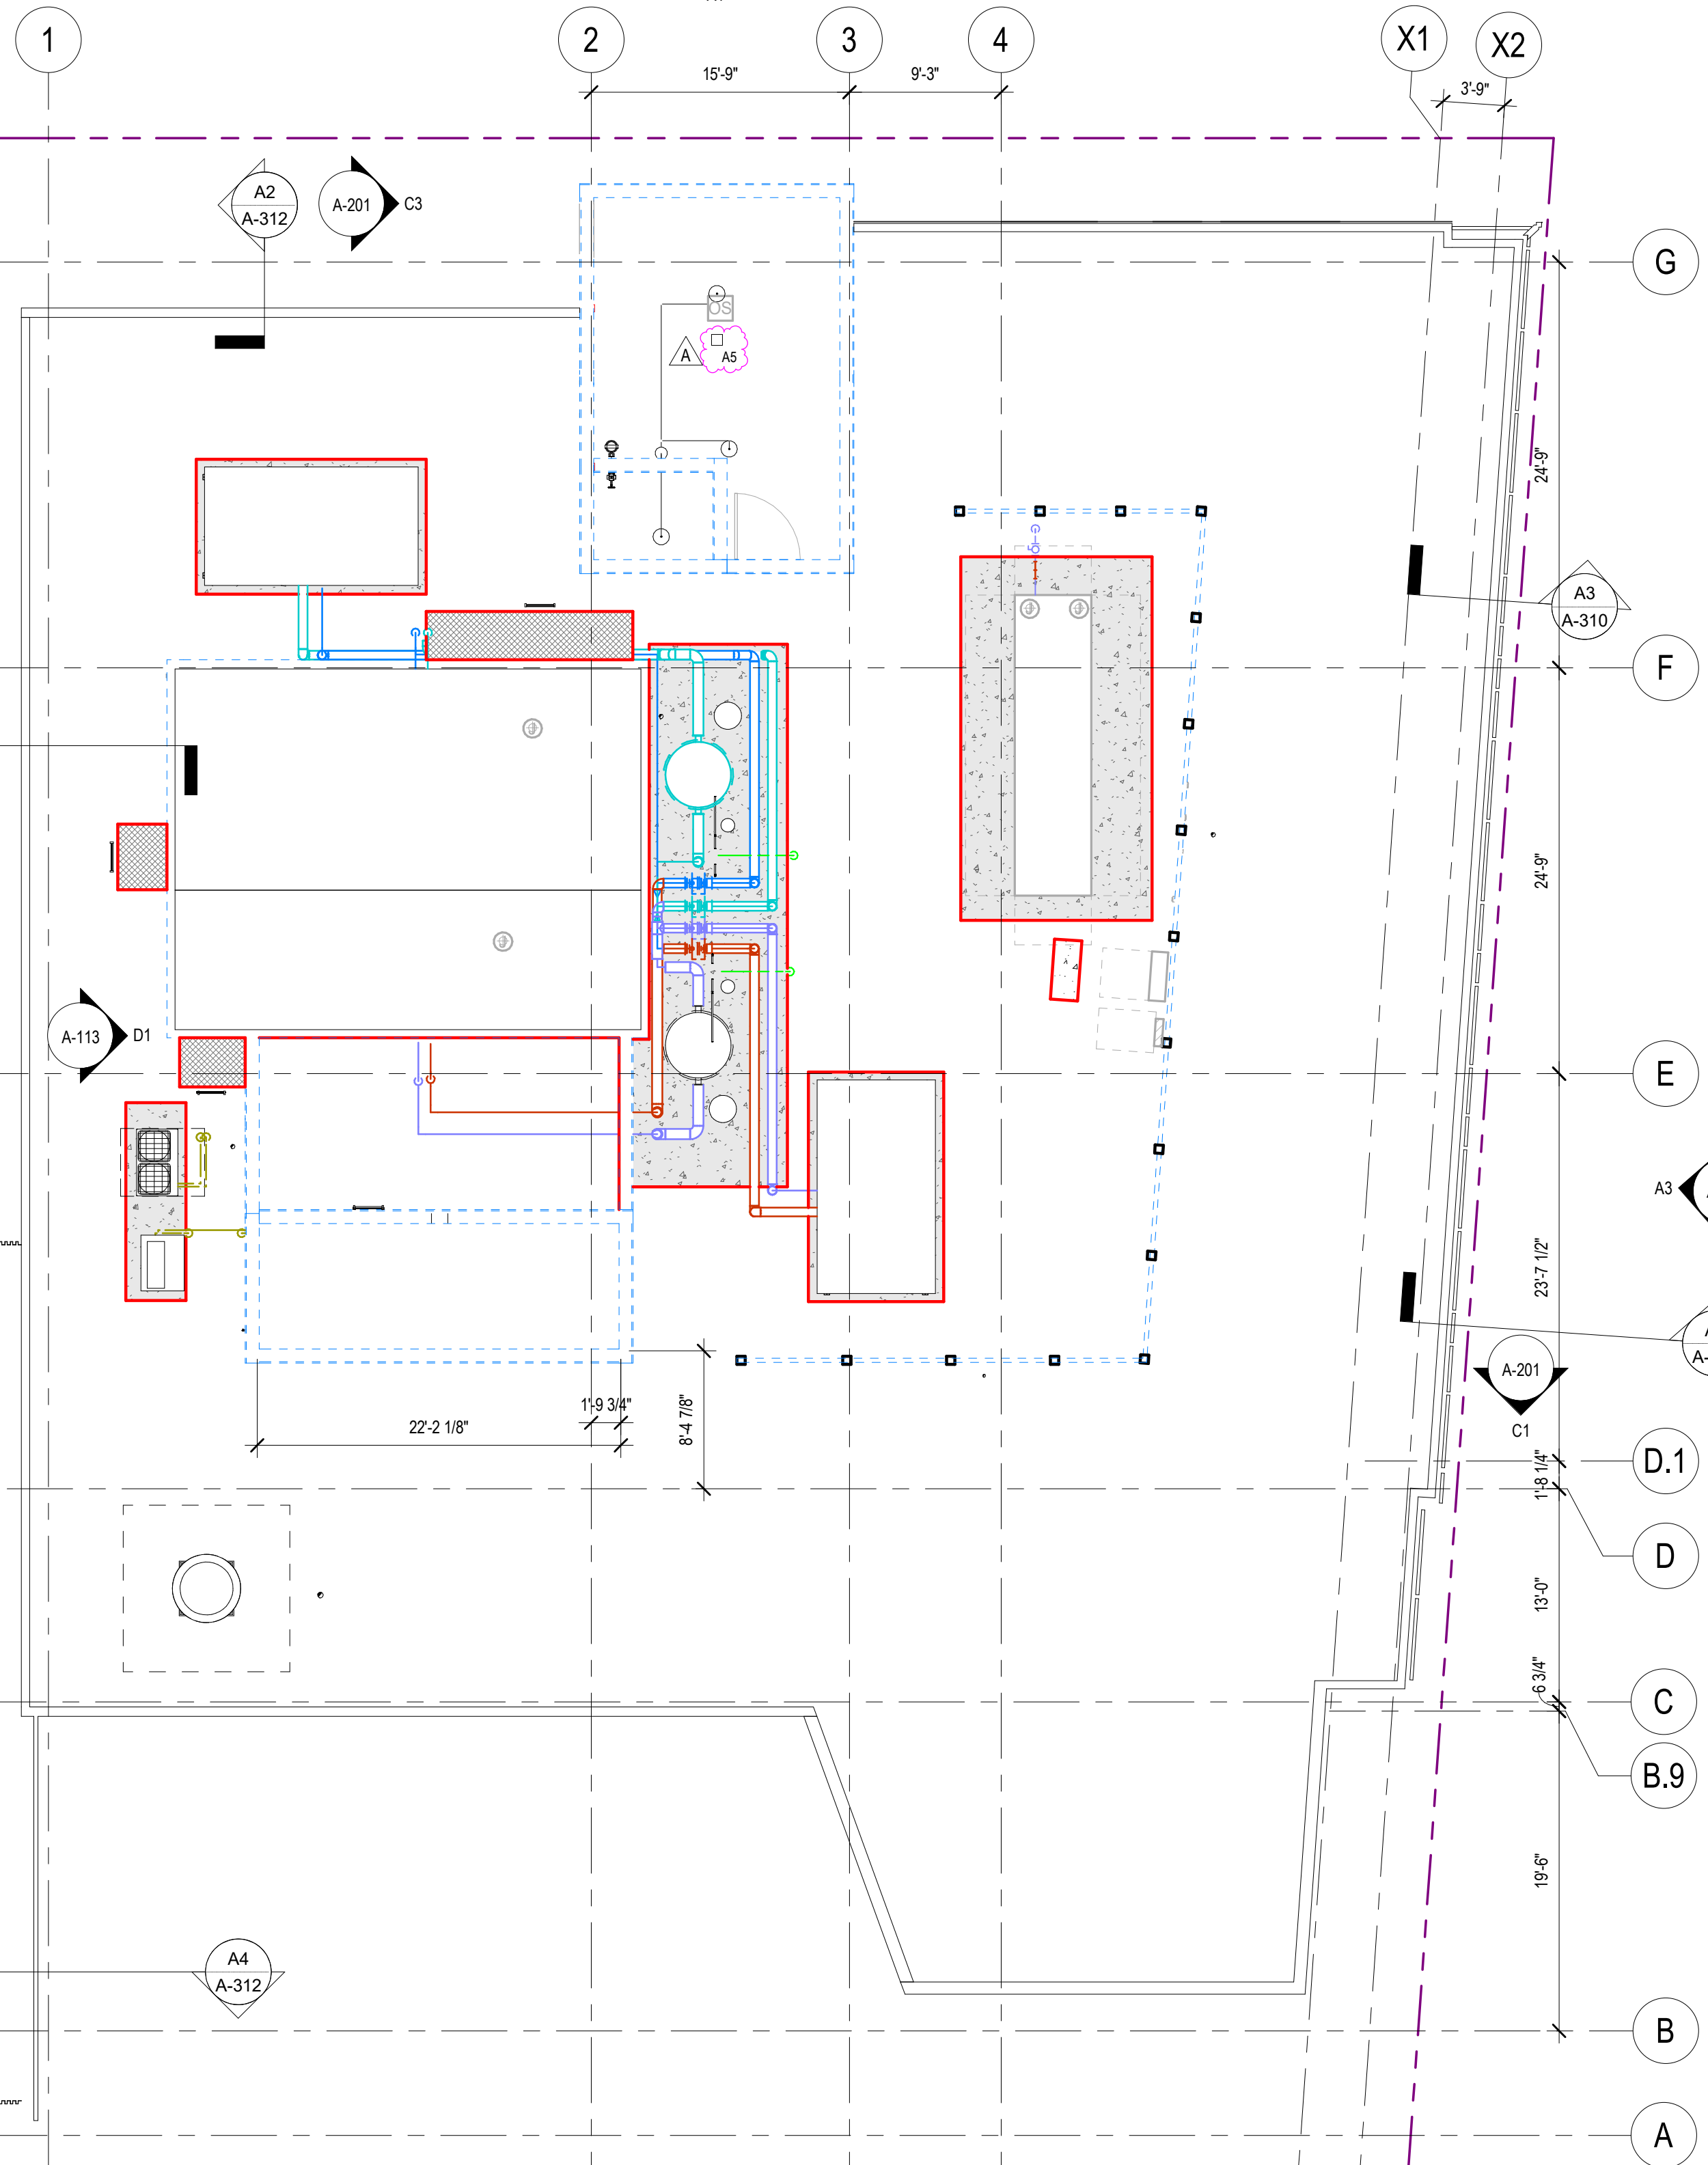 1
2
3
4
X1
X2
15'-9"
9'-3"
3'-9"
A2
A-312
A-201
C3
G
OS
A
A5
24'-9"
A3
A-310
F
24'-9"
A-113
D1
E
A3
23'-7 1/2"
A-201
C1
1'-9 3/4"
22'-2 1/8"
8'-4 7/8"
D.1
1'-8 1/4"
D
13'-0"
6 3/4"
C
B.9
19'-6"
A4
A-312
B
A